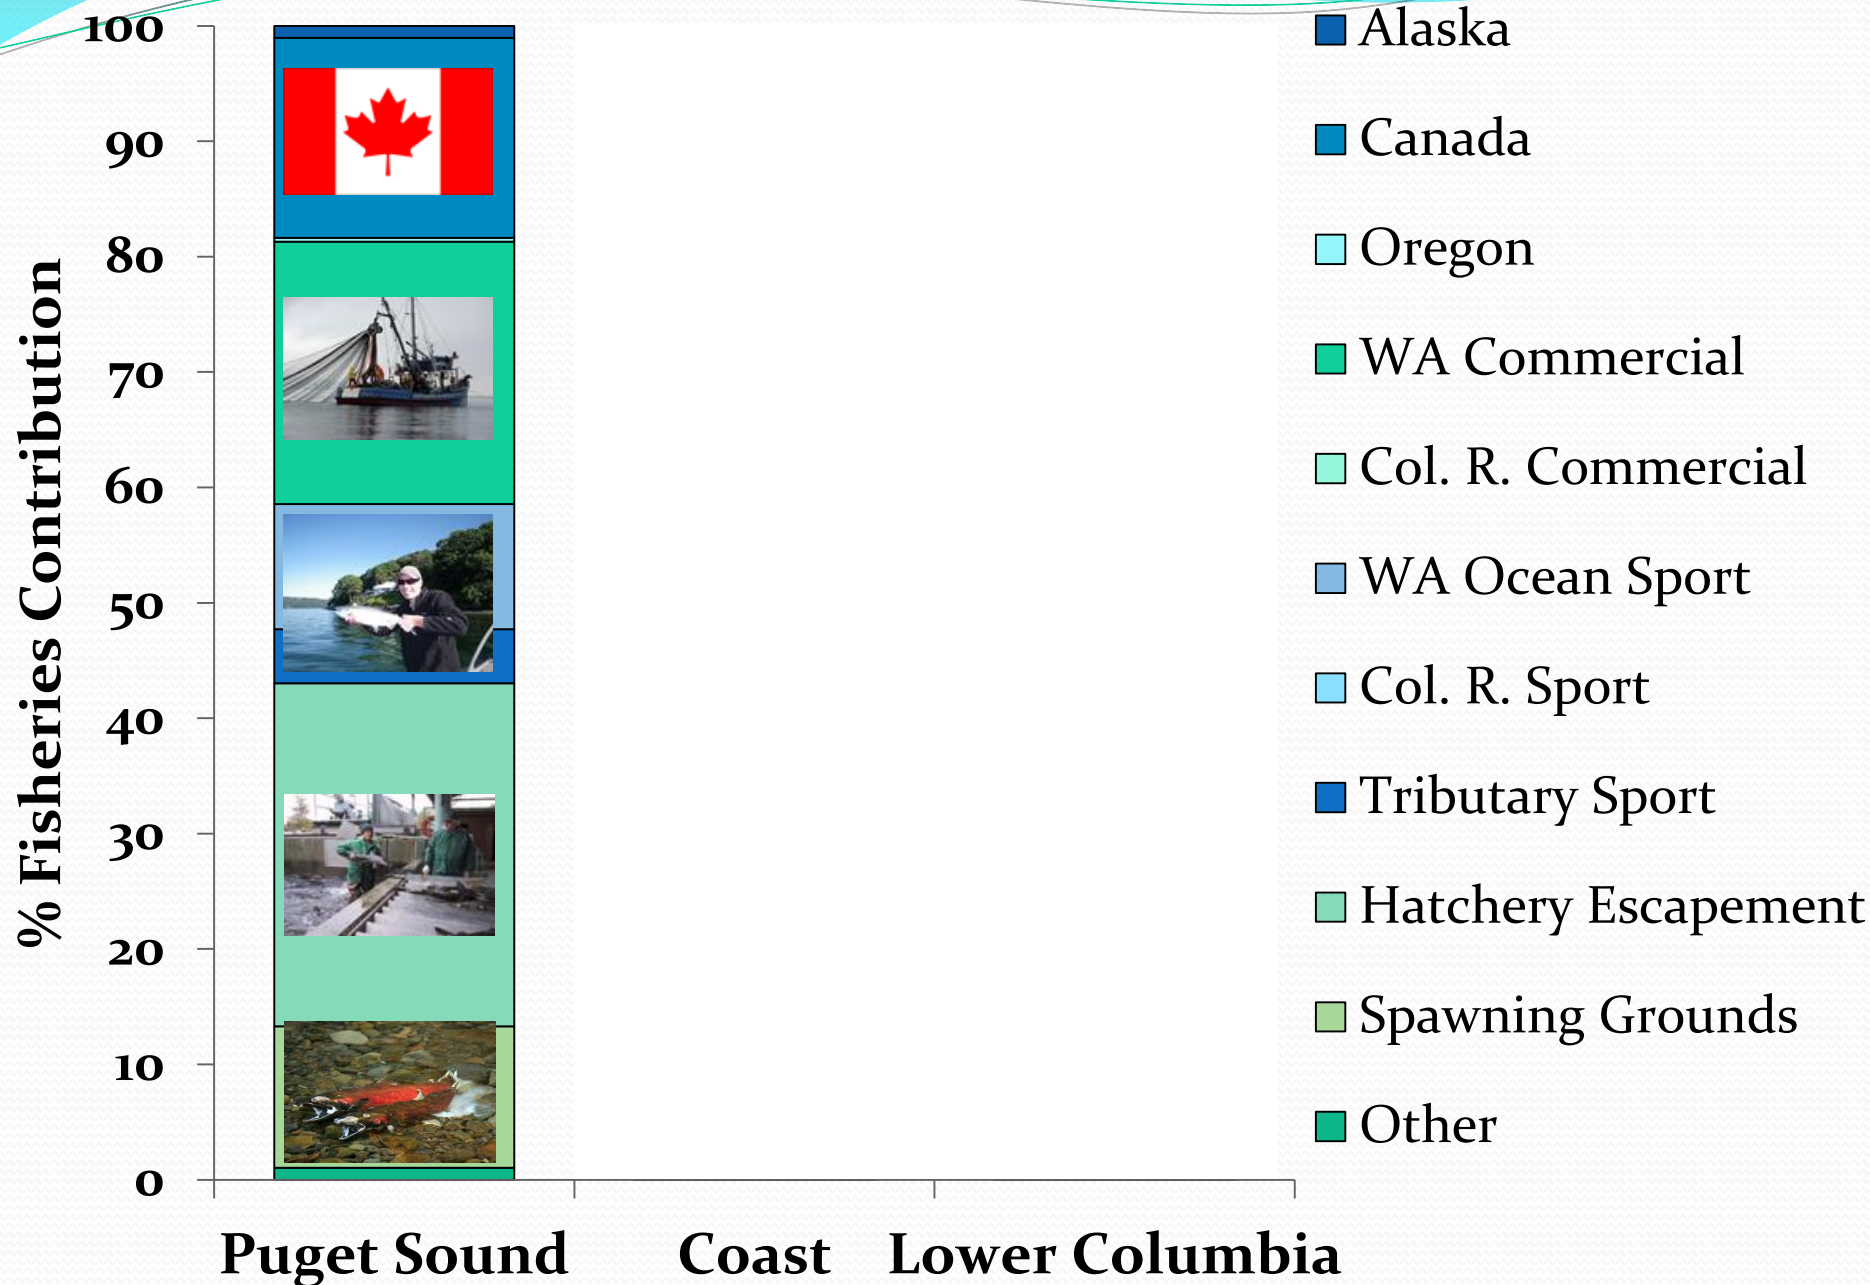 100
90
80
70
60
50
40
30
20
10
0
% Fisheries Contribution
Puget Sound
Coast
Lower Columbia
Alaska
Canada
Oregon
WA Commercial
Col. R. Commercial
WA Ocean Sport
Col. R. Sport
Tributary Sport
Hatchery Escapement
Spawning Grounds
Other